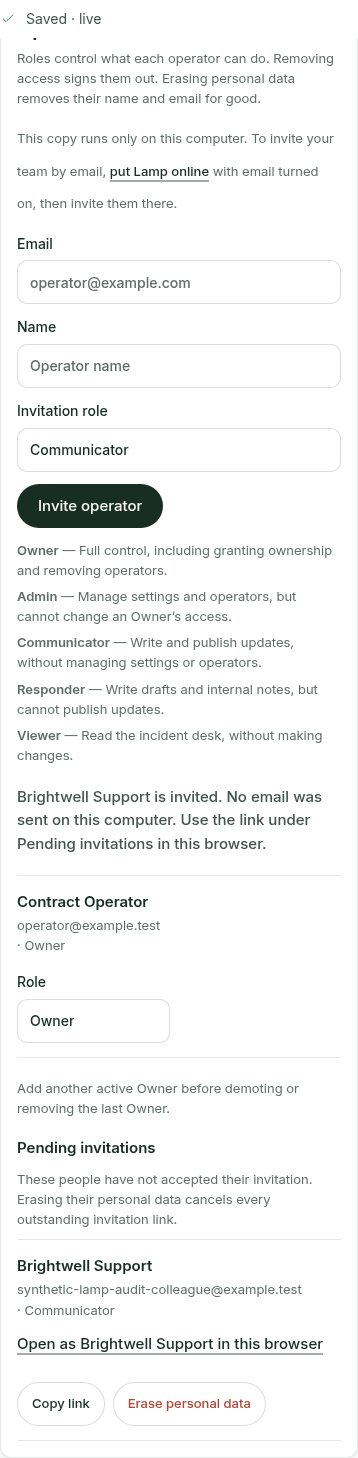 Saved · live
Roles control what each operator can do. Removing
access signs them out. Erasing personal data
removes their name and email for good.
This copy runs only on this computer. To invite your
team by email, put Lamp online with email turned
on, then invite them there.
Email
operator@example.com
Name
Operator name
Invitation role
Communicator
Invite operator
Owner — Full control, including granting ownership
and removing operators.
Admin — Manage settings and operators, but
cannot change an Owner’s access.
Communicator — Write and publish updates,
without managing settings or operators.
Responder — Write drafts and internal notes, but
cannot publish updates.
Viewer — Read the incident desk, without making
changes.
Brightwell Support is invited. No email was
sent on this computer. Use the link under
Pending invitations in this browser.
Contract Operator
operator@example.test
· Owner
Role
Owner
Add another active Owner before demoting or
removing the last Owner.
Pending invitations
These people have not accepted their invitation.
Erasing their personal data cancels every
outstanding invitation link.
Brightwell Support
synthetic-lamp-audit-colleague@example.test
· Communicator
Open as Brightwell Support in this browser
Copy link
Erase personal data